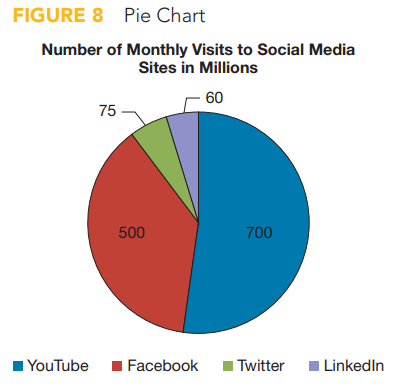 FIGURE 8 Pie Chart
Number of Monthly Visits to Social Media
Sites in Millions
60
75
500
700
YouTube Facebook Twitter LinkedIn